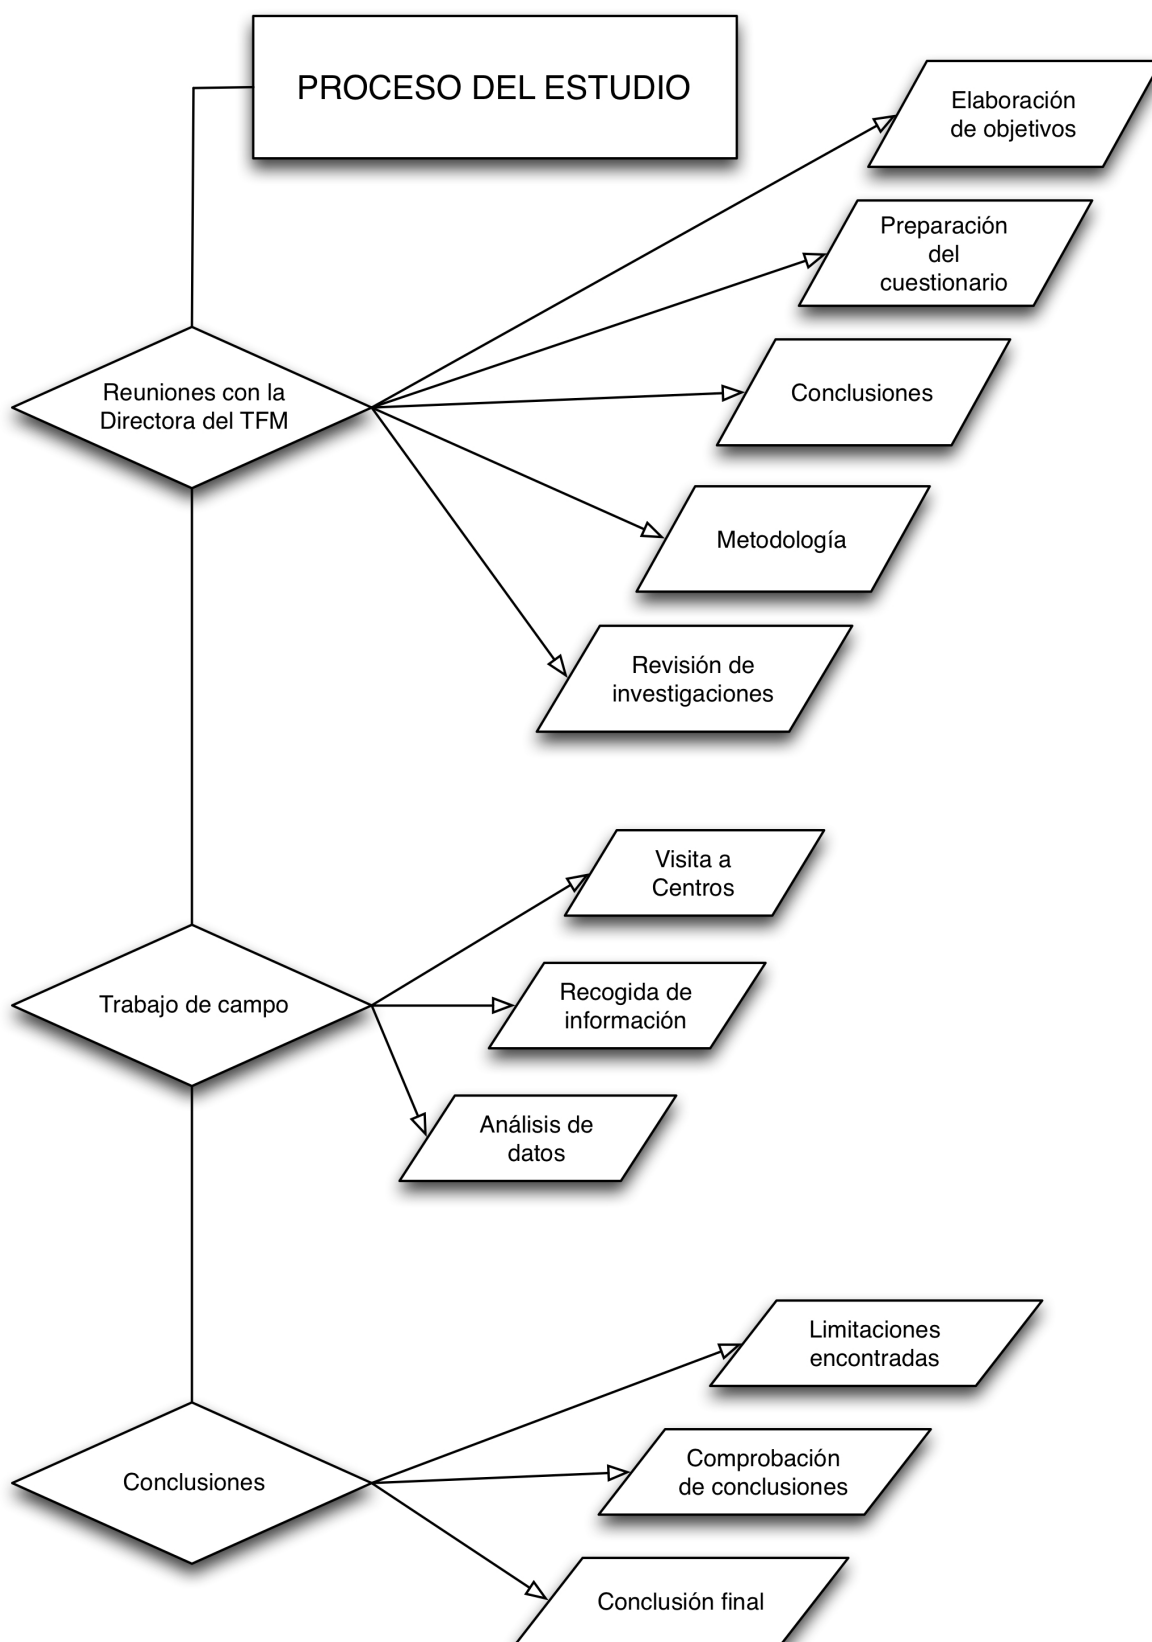 PROCESO DEL ESTUDIO
Elaboración
de objetivos
Preparación
del
cuestionario
Reuniones con la
Directora del TFM
Conclusiones
Metodología
Revisión de
investigaciones
Visita a
Centros
Trabajo de campo
Recogida de
información
Análisis de
datos
Limitaciones
encontradas
Conclusiones
Comprobación
de conclusiones
Conclusión final